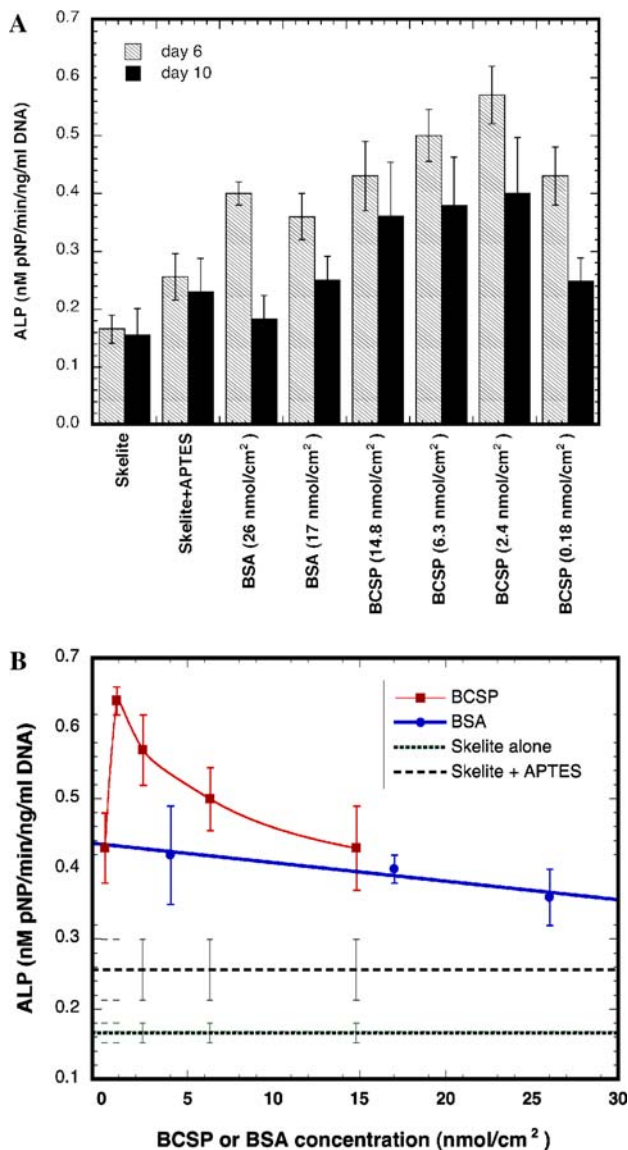 A
0.7
0.6
0.5
0.4
0.3
0.2
0.1
0.0
ALP (nM pNP/min/ng/ml DNA)
day 6
day 10
Skelite
Skelite+APTES
BSA (26 nmol/cm²)
BSA (17 nmol/cm²)
BCSP (14.8 nmol/cm²)
BCSP (6.3 nmol/cm²)
BCSP (2.4 nmol/cm²)
BCSP (0.18 nmol/cm²)
B
0.7
0.6
0.5
0.4
0.3
0.2
0.1
ALP (nM pNP/min/ng/ml DNA)
BCSP
BSA
Skelite alone
Skelite + APTES
0 5 10 15 20 25 30
BCSP or BSA concentration (nmol/cm²)